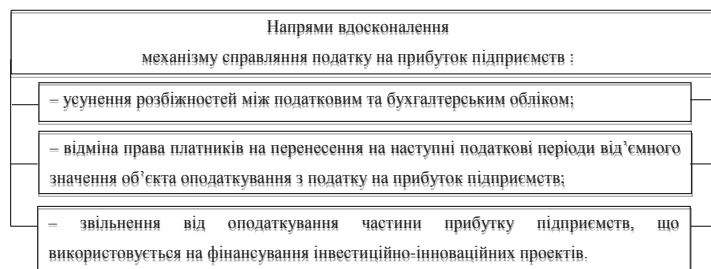 Напрями вдосконалення
механізму справляння податку на прибуток підприємств :
– усунення розбіжностей між податковим та бухгалтерським обліком;
– відміна права платників на перенесення на наступні податкові періоди від’ємного
значення об’єкта оподаткування з податку на прибуток підприємств;
– звільнення від оподаткування частини прибутку підприємств, що
використовується на фінансування інвестиційно-інноваційних проектів.